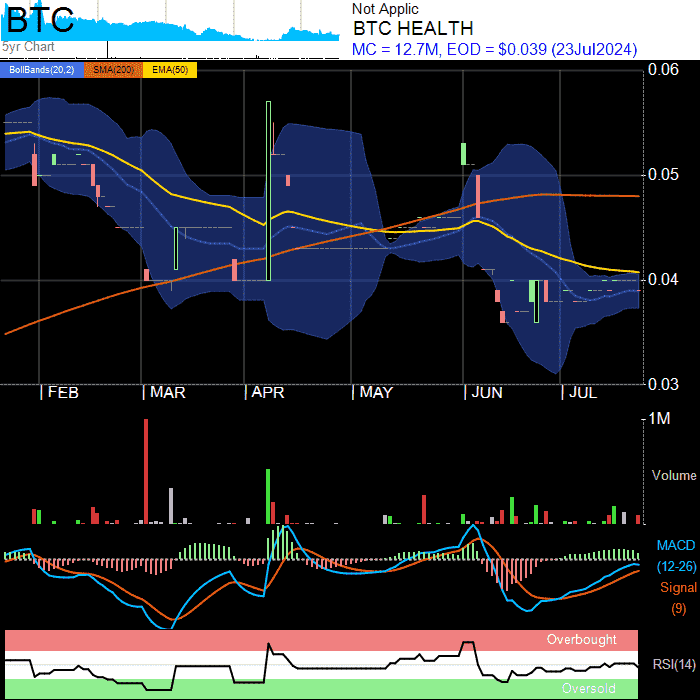 BTC
5yr Chart
Not Applic
BTC HEALTH
MC = 12.7M, EOD = $0.039 (23Jul2024)
BollBands(20,2) SMA(200) EMA(50)
0.06
0.05
0.04
0.03
FEB MAR APR MAY JUN JUL
1M
Volume
MACD
(12-26)
Signal
(9)
Overbought
RSI(14)
Oversold